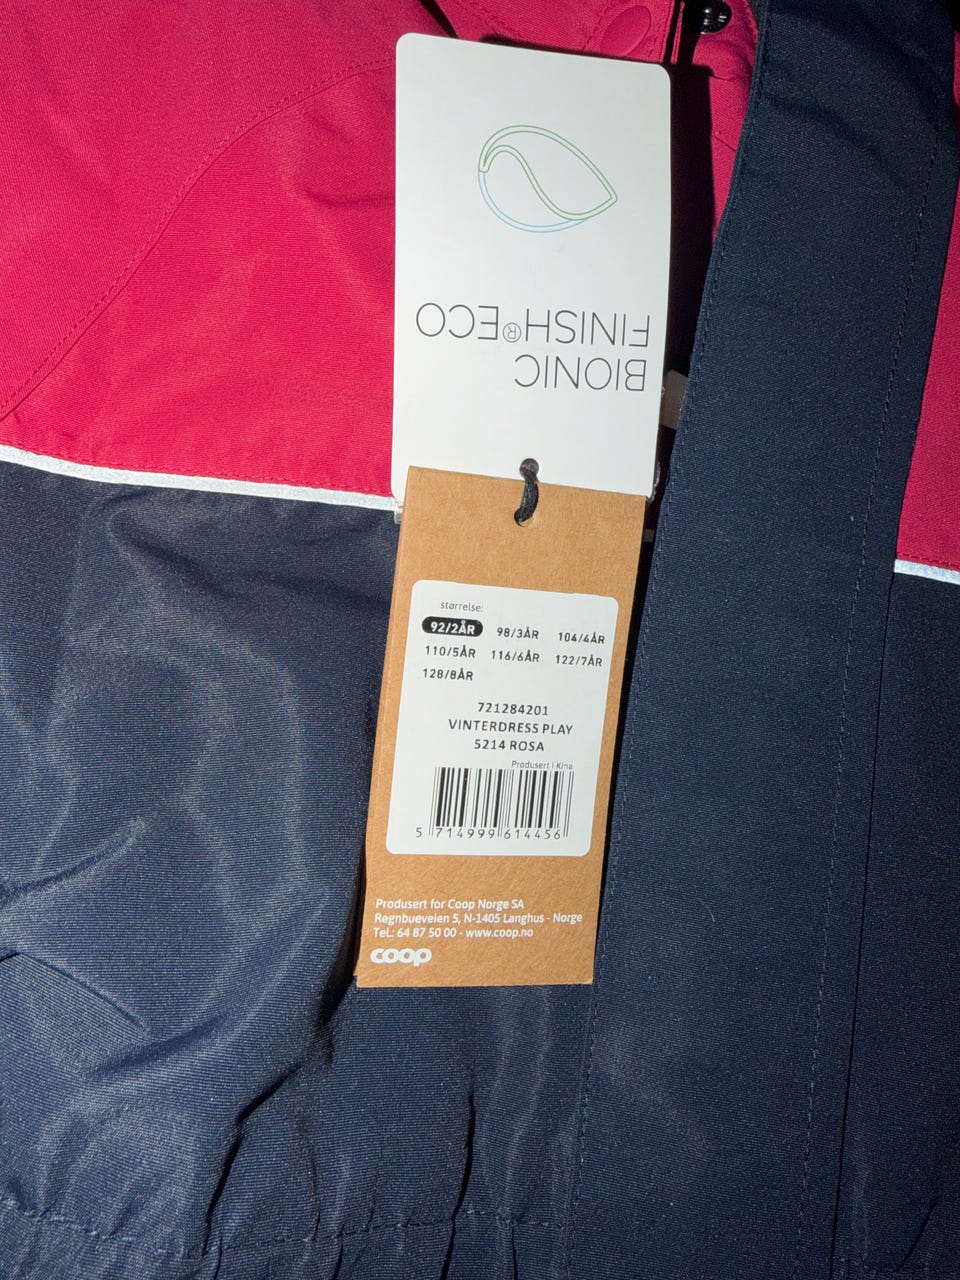 BIONIC
FINISH®ECO
størrelse:
92/2ÅR 98/3ÅR 104/4ÅR
110/5ÅR 116/6ÅR 122/7ÅR
128/8ÅR
721284201
VINTERDRESS PLAY
5214 ROSA
Produsert i Kina
5 714999 614456
Produsert for Coop Norge SA
Regnbueveien 5, N-1405 Langhus - Norge
Tel.: 64 87 50 00 - www.coop.no
coop